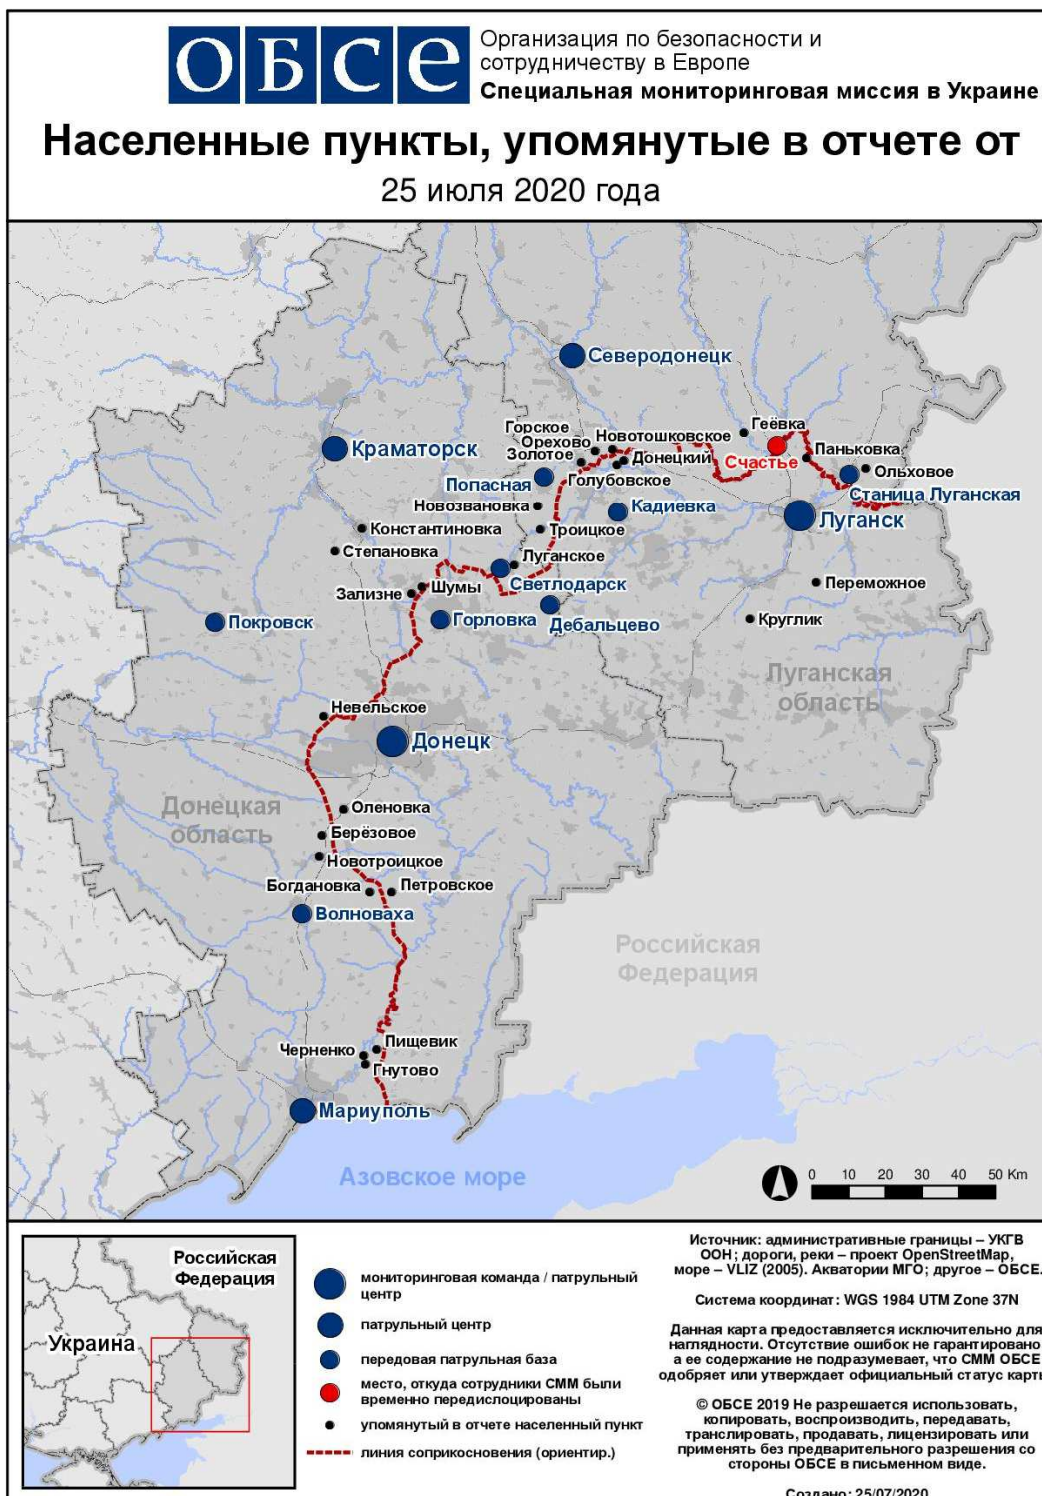 ОБСЕ
Организация по безопасности и
сотрудничеству в Европе
Специальная мониторинговая миссия в Украине
Населенные пункты, упомянутые в отчете от
25 июля 2020 года
Северодонецк
Краматорск
Горское
Орехово
Золотое
Новотошковское
Донецкий
Голубовское
Геёвка
Счастье
Паньковка
Ольховое
Станица Луганская
Попасная
Новозвановка
Кадиевка
Луганск
Константиновка
Троицкое
Степановка
Луганское
Светлодарск
Шумы
Зализне
Переможное
Покровск
Горловка
Дебальцево
Круглик
Луганская
область
Невельское
Донецк
Донецкая
область
Оленовка
Берёзовое
Новотроицкое
Богдановка
Петровское
Волноваха
Российская
Федерация
Пищевик
Черненко
Гнутово
Мариуполь
Азовское море
0 10 20 30 40 50 Km
Российская
Федерация
Украина
мониторинговая команда / патрульный
центр
патрульный центр
передовая патрульная база
место, откуда сотрудники СММ были
временно передислоцированы
упомянутый в отчете населенный пункт
линия соприкосновения (ориентир.)
Источник: административные границы – УКГВ
ООН; дороги, реки – проект OpenStreetMap,
море – VLIZ (2005). Акватории МГО; другое – ОБСЕ.
Система координат: WGS 1984 UTM Zone 37N
Данная карта предоставляется исключительно для
наглядности. Отсутствие ошибок не гарантировано
а ее содержание не подразумевает, что СММ ОБСЕ
одобряет или утверждает официальный статус карт
© ОБСЕ 2019 Не разрешается использовать,
копировать, воспроизводить, передавать,
транслировать, продавать, лицензировать или
применять без предварительного разрешения со
стороны ОБСЕ в письменном виде.
Создано: 25/07/2020